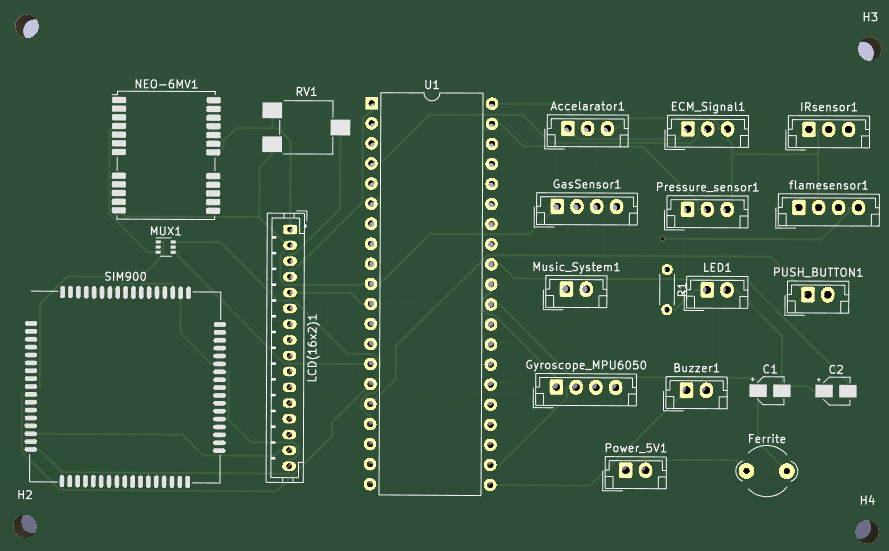 H3
NEO-6MV1
RV1
U1
Accelarator1
ECM_Signal1
IRsensor1
GasSensor1
Pressure_sensor1
flamesensor1
MUX1
SIM900
Music_System1
R1
LED1
PUSH_BUTTON1
LCD(16x2)1
Gyroscope_MPU6050
Buzzer1
C1
C2
+
+
Power_5V1
Ferrite
H2
H4